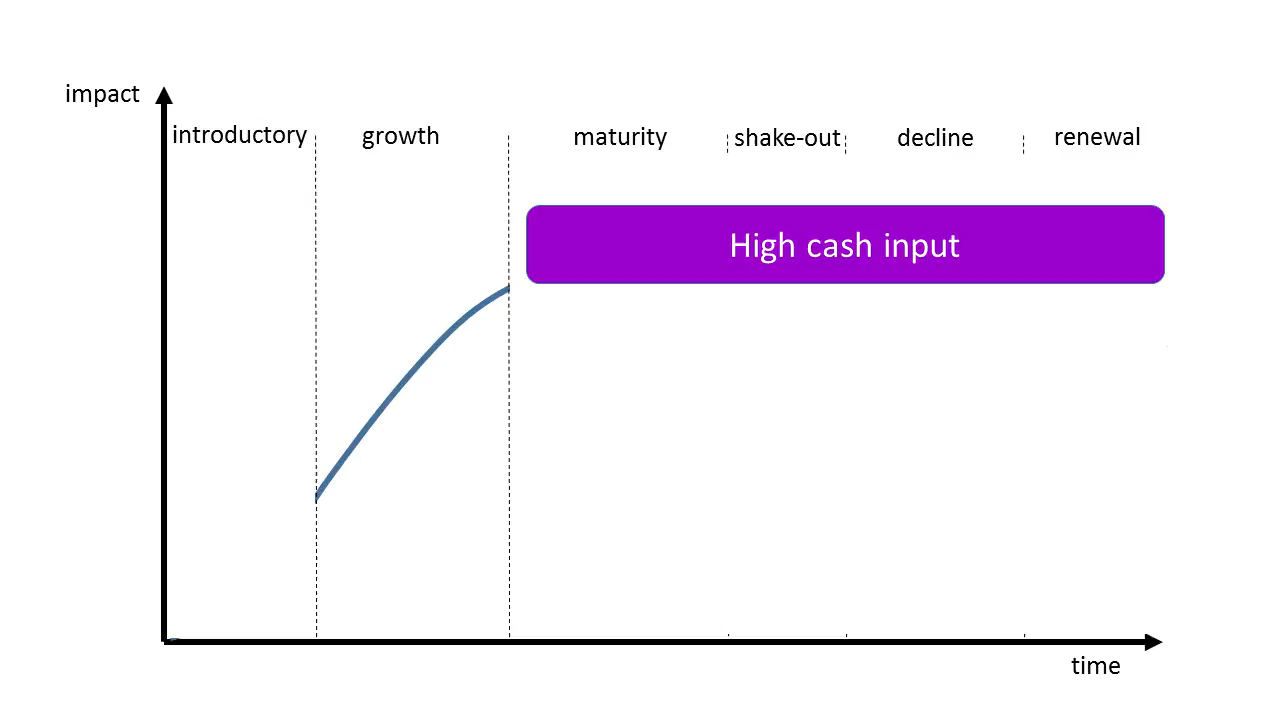 impact
introductory growth maturity shake-out decline renewal
High cash input
time